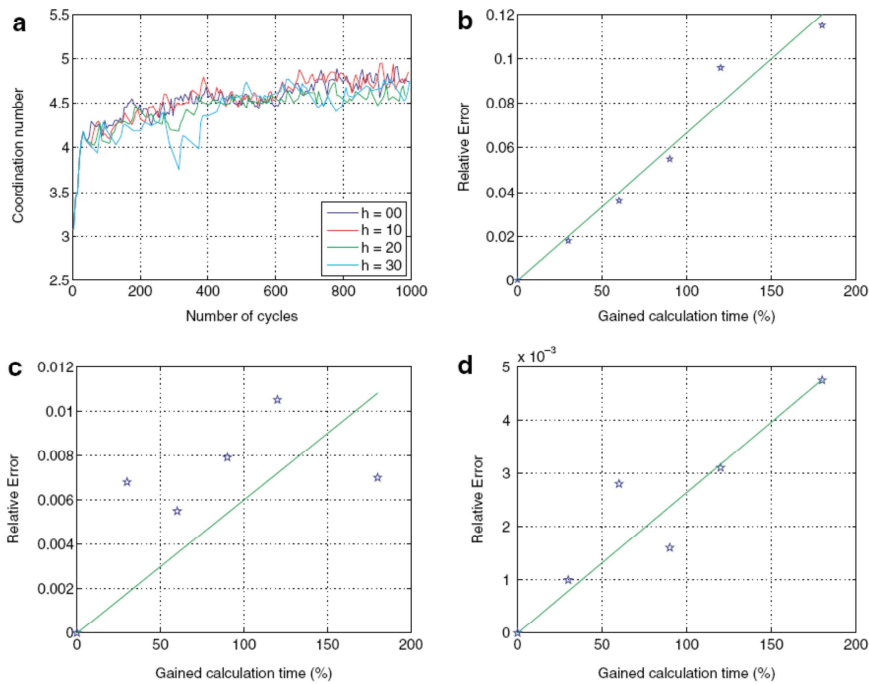 a
Coordination number
5.5
5
4.5
4
3.5
3
2.5
0 200 400 600 800 1000
Number of cycles
h = 00
h = 10
h = 20
h = 30
b
Relative Error
0.12
0.1
0.08
0.06
0.04
0.02
0
0 50 100 150 200
Gained calculation time (%)
c
Relative Error
0.012
0.01
0.008
0.006
0.004
0.002
0
0 50 100 150 200
Gained calculation time (%)
d
x 10⁻³
Relative Error
5
4
3
2
1
0
0 50 100 150 200
Gained calculation time (%)